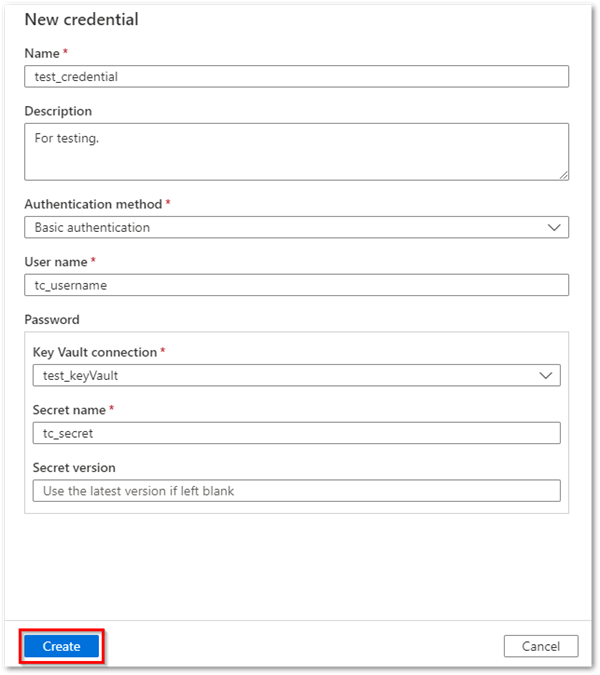 New credential
Name *
test_credential
Description
For testing.
Authentication method *
Basic authentication
User name *
tc_username
Password
Key Vault connection *
test_keyVault
Secret name *
tc_secret
Secret version
Use the latest version if left blank
Create
Cancel